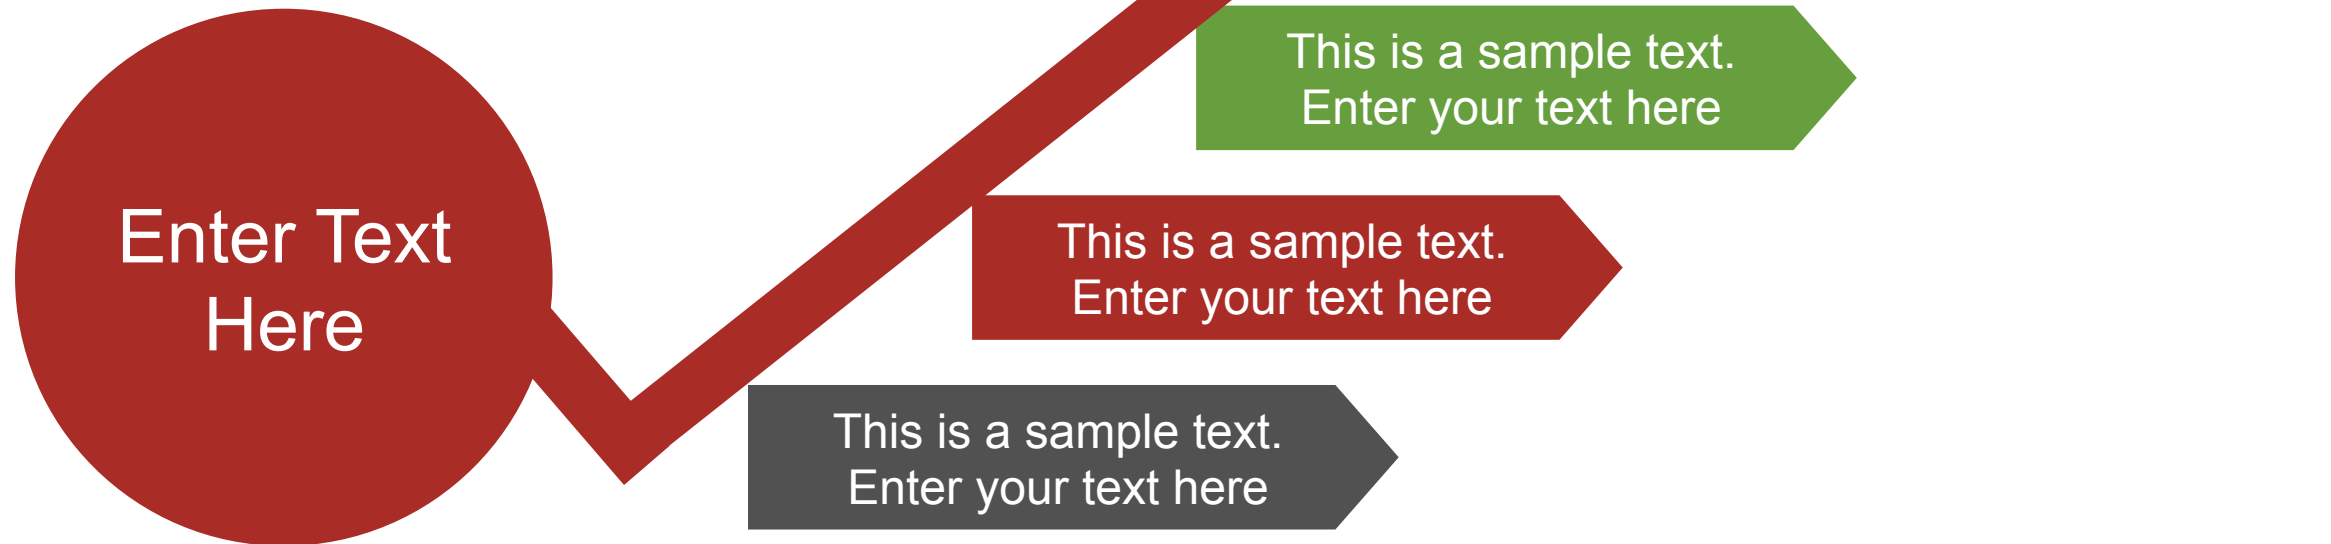 Enter Text
Here
This is a sample text.
Enter your text here
This is a sample text.
Enter your text here
This is a sample text.
Enter your text here